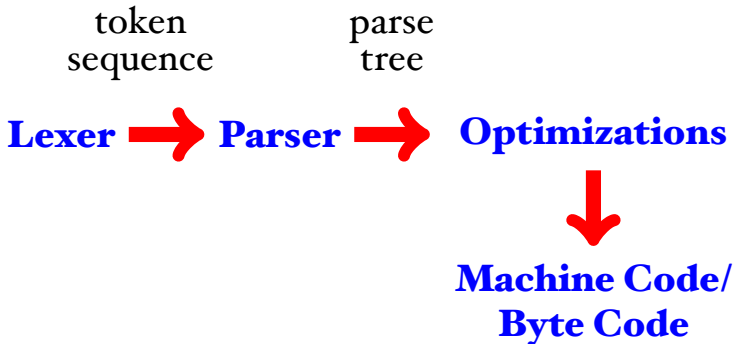 token
sequence
parse
tree
Lexer
Parser
Optimizations
Machine Code/
Byte Code